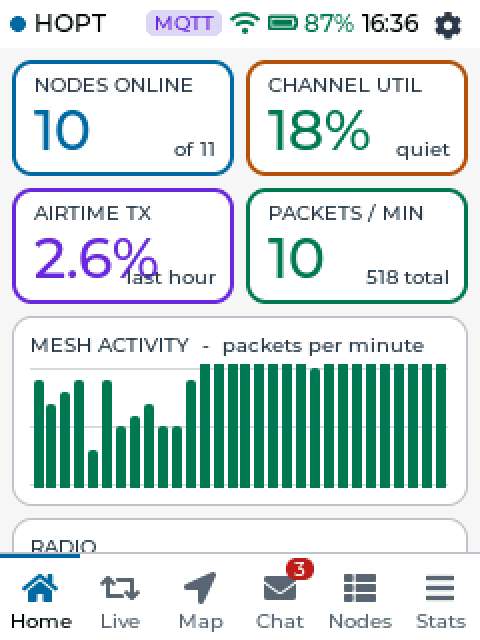 HOPT MQTT 87% 16:36
NODES ONLINE
10
of 11
CHANNEL UTIL
18%
quiet
AIRTIME TX
2.6%
last hour
PACKETS / MIN
10
518 total
MESH ACTIVITY - packets per minute
RADIO
3
Home Live Map Chat Nodes Stats